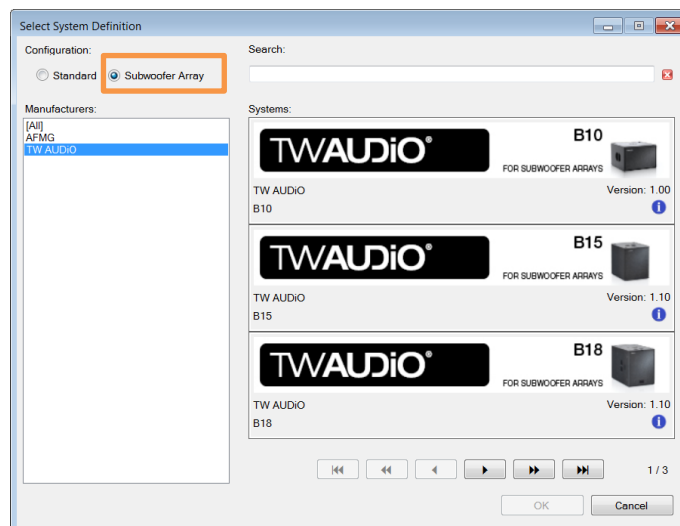 Select System Definition
Configuration:
Standard
Subwoofer Array
Search:
Manufacturers:
[All]
AFMG
TW AUDiO
Systems:
TWAUDiO®
B10
FOR SUBWOOFER ARRAYS
TW AUDiO
Version: 1.00
B10
TWAUDiO®
B15
FOR SUBWOOFER ARRAYS
TW AUDiO
Version: 1.10
B15
TWAUDiO®
B18
FOR SUBWOOFER ARRAYS
TW AUDiO
Version: 1.10
B18
1 / 3
OK
Cancel